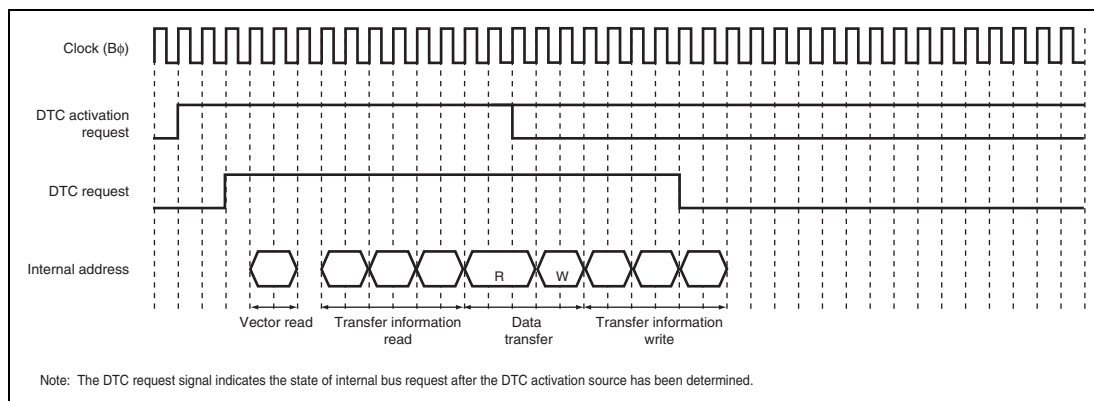 Clock (Bϕ)
DTC activation
request
DTC request
Internal address
R
W
Vector read
Transfer information
read
Data
transfer
Transfer information
write
Note: The DTC request signal indicates the state of internal bus request after the DTC activation source has been determined.